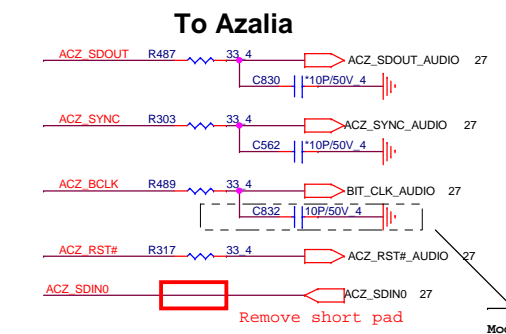 To Azalia
ACZ_SDOUT R487 33_4 ACZ_SDOUT_AUDIO 27
C830 *10P/50V_4
ACZ_SYNC R303 33_4 ACZ_SYNC_AUDIO 27
C562 *10P/50V_4
ACZ_BCLK R489 33_4 BIT_CLK_AUDIO 27
C832 10P/50V_4
ACZ_RST# R317 33_4 ACZ_RST#_AUDIO 27
ACZ_SDIN0 ACZ_SDIN0 27
Remove short pad